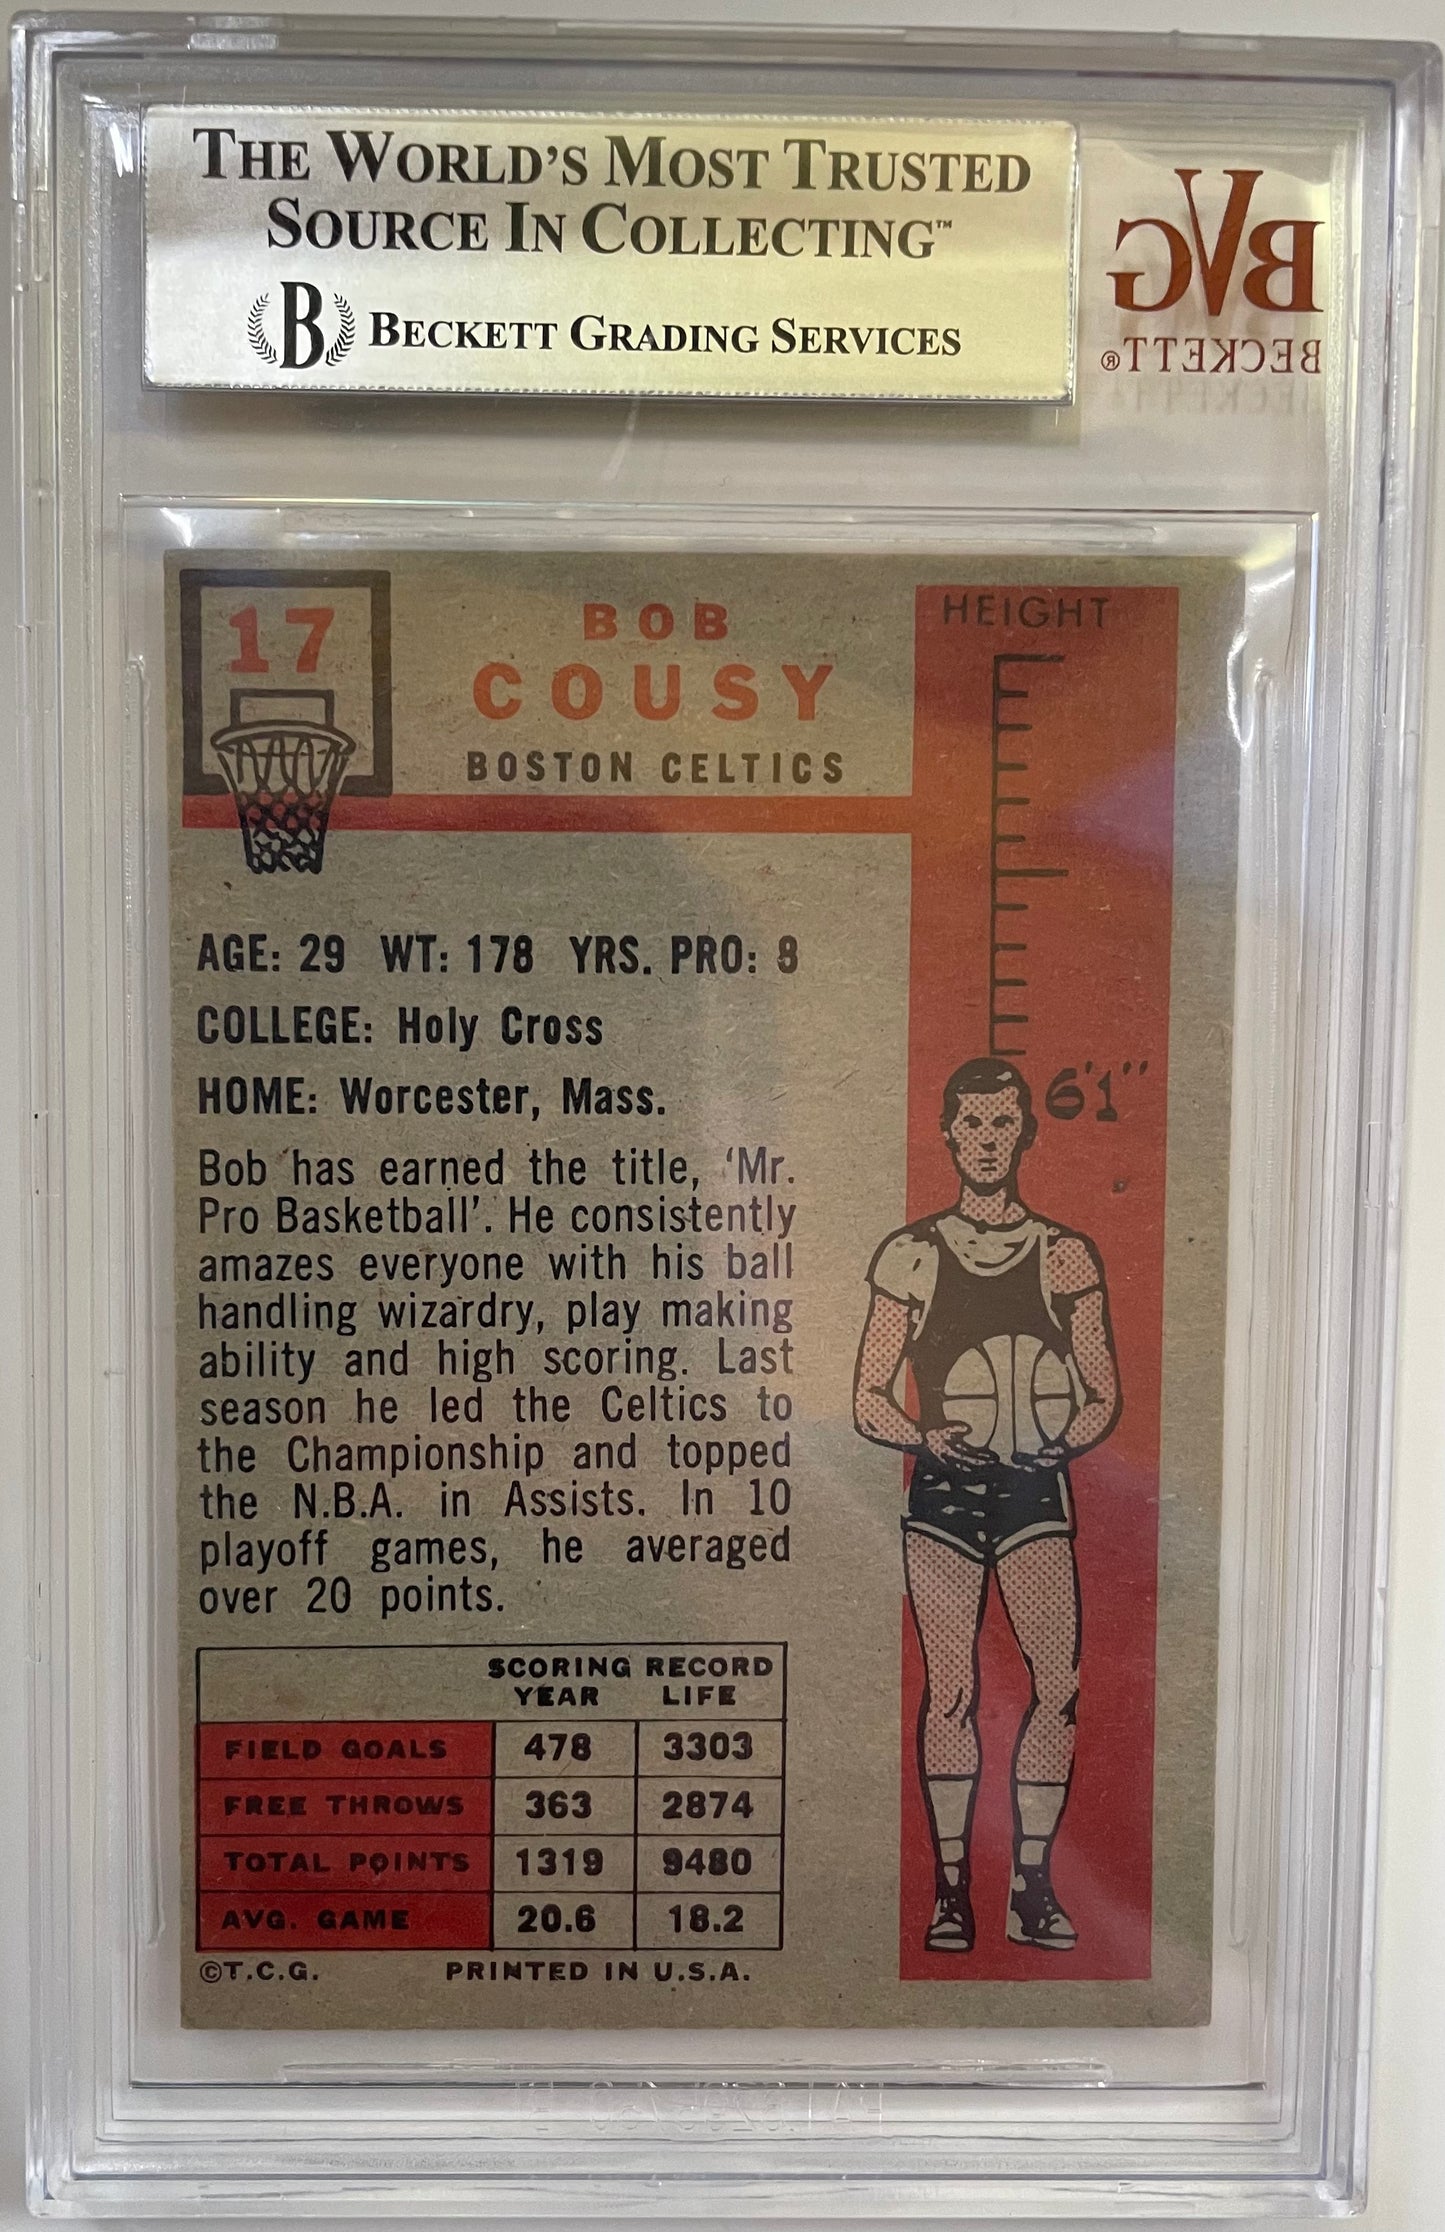 THE WORLD'S MOST TRUSTED
SOURCE IN COLLECTING™
B BECKETT GRADING SERVICES
BVG
BECKETT®
17
BOB
COUSY
BOSTON CELTICS
HEIGHT
6'1"
AGE: 29 WT: 178 YRS. PRO: 8
COLLEGE: Holy Cross
HOME: Worcester, Mass.
Bob has earned the title, 'Mr.
Pro Basketball'. He consistently
amazes everyone with his ball
handling wizardry, play making
ability and high scoring. Last
season he led the Celtics to
the Championship and topped
the N.B.A. in Assists. In 10
playoff games, he averaged
over 20 points.
SCORING RECORD
YEAR LIFE
FIELD GOALS 478 3303
FREE THROWS 363 2874
TOTAL POINTS 1319 9480
AVG. GAME 20.6 18.2
©T.C.G. PRINTED IN U.S.A.